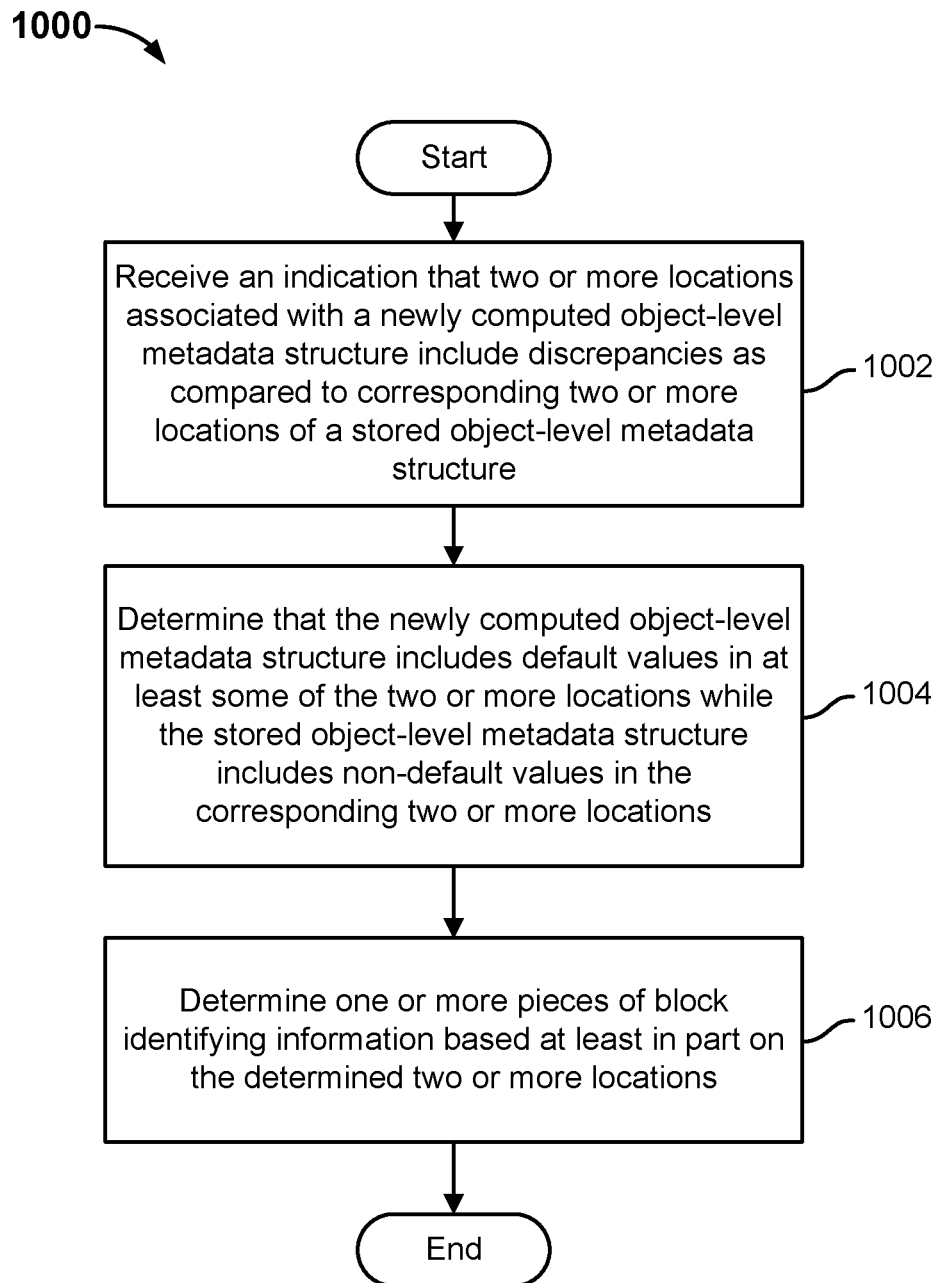 1000
Start
Receive an indication that two or more locations
associated with a newly computed object-level
metadata structure include discrepancies as
compared to corresponding two or more
locations of a stored object-level metadata
structure
1002
Determine that the newly computed object-level
metadata structure includes default values in at
least some of the two or more locations while
the stored object-level metadata structure
includes non-default values in the
corresponding two or more locations
1004
Determine one or more pieces of block
identifying information based at least in part on
the determined two or more locations
1006
End